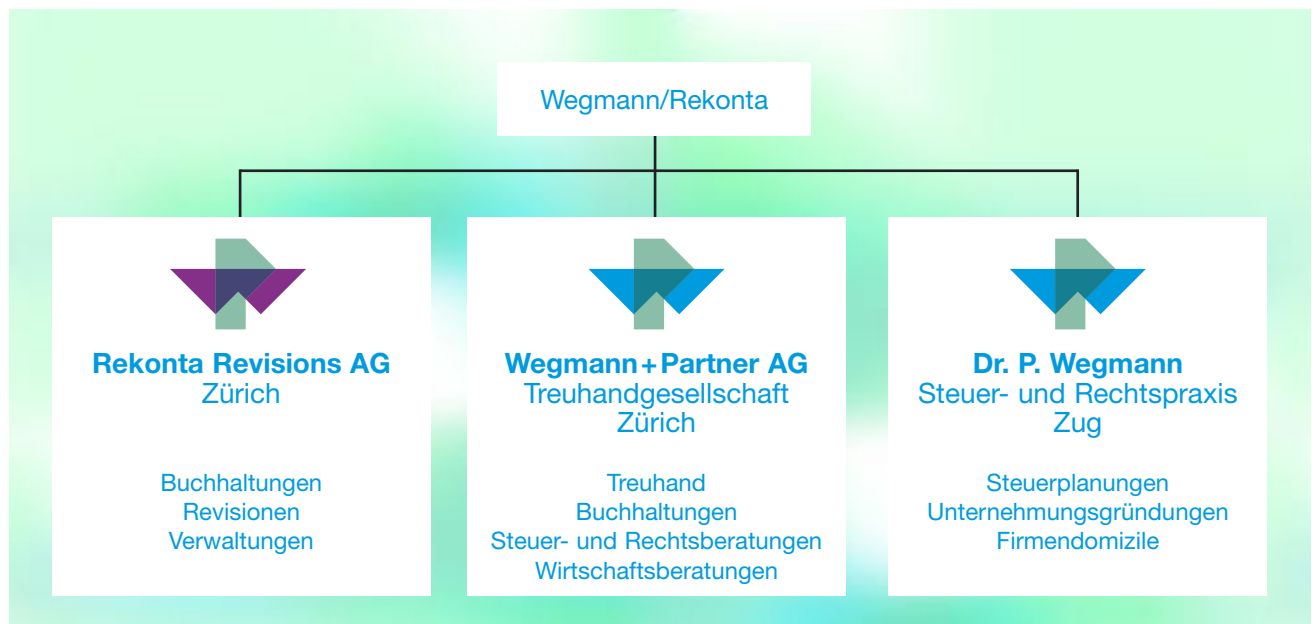 Wegmann/Rekonta
Rekonta Revisions AG
Zürich
Buchhaltungen
Revisionen
Verwaltungen
Wegmann+Partner AG
Treuhandgesellschaft
Zürich
Treuhand
Buchhaltungen
Steuer- und Rechtsberatungen
Wirtschaftsberatungen
Dr. P. Wegmann
Steuer- und Rechtspraxis
Zug
Steuerplanungen
Unternehmungsgründungen
Firmendomizile